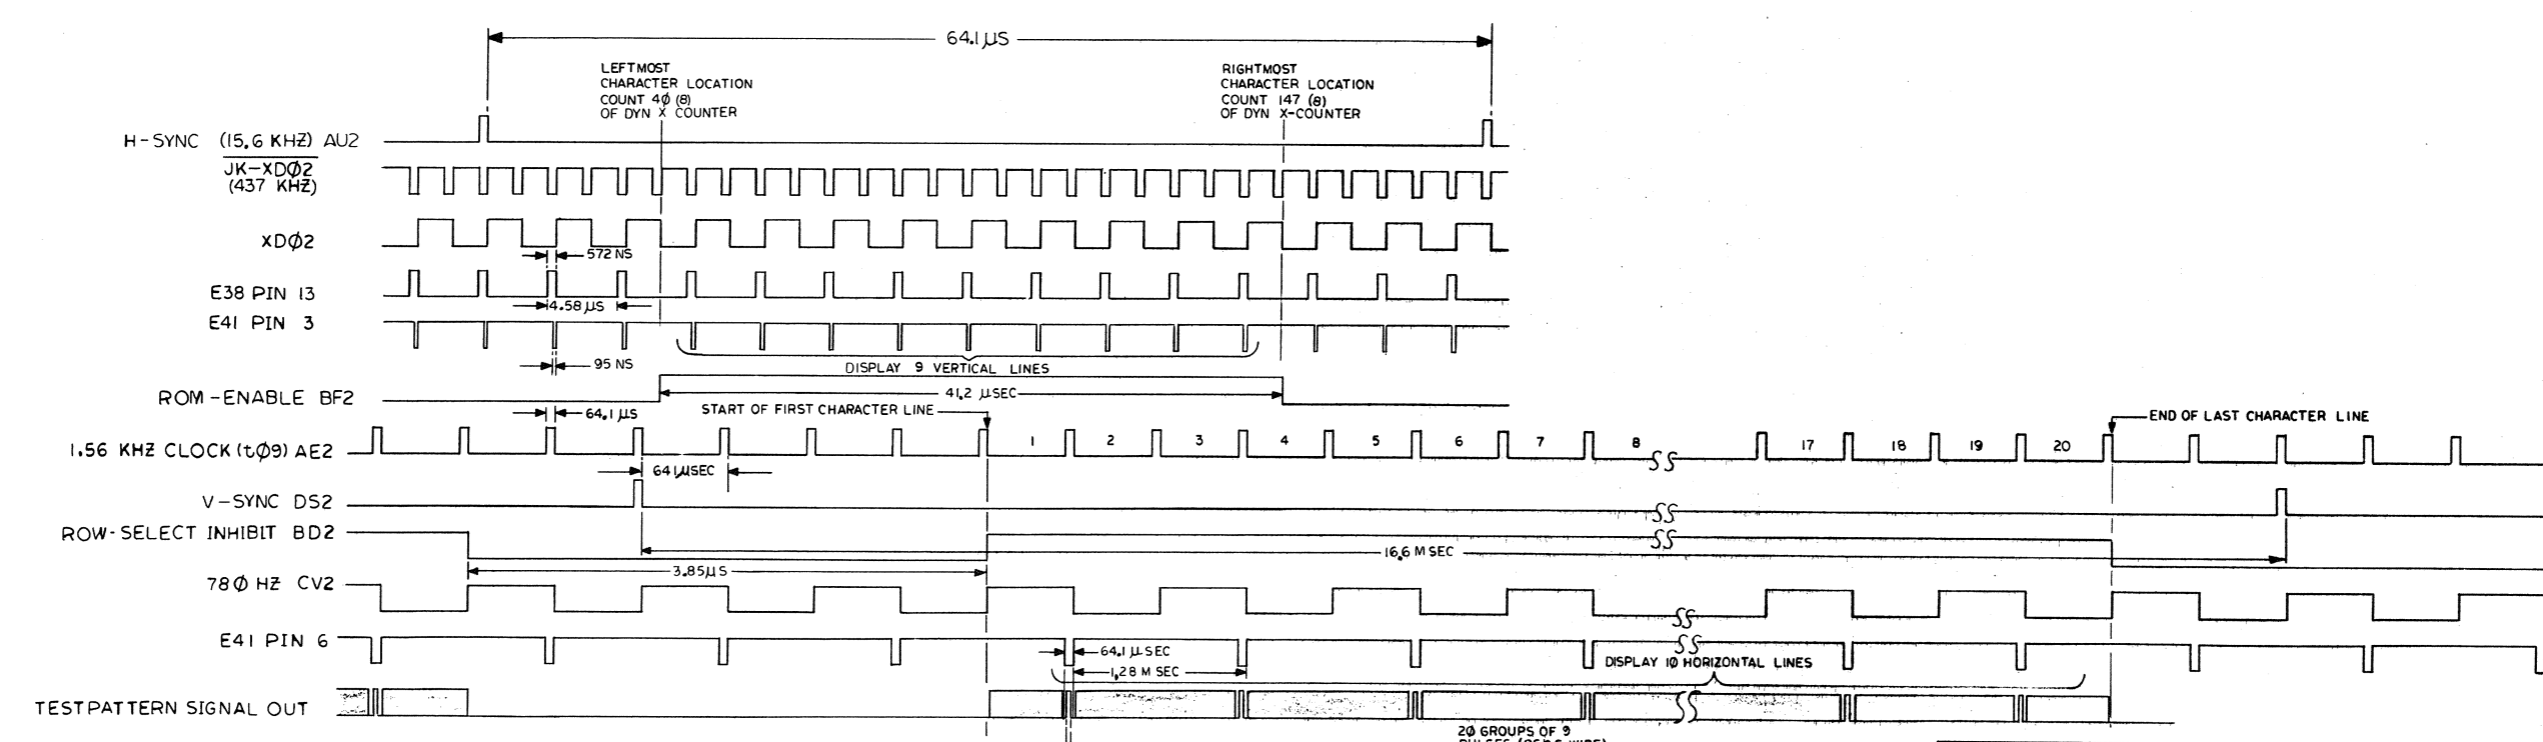 64.1 µS
LEFTMOST
CHARACTER LOCATION
COUNT 4Ø (8)
OF DYN X COUNTER
RIGHTMOST
CHARACTER LOCATION
COUNT 147 (8)
OF DYN X-COUNTER
H-SYNC (15.6 KHZ) AU2
JK-XDØ2
(437 KHZ)
XDØ2
572 NS
E38 PIN 13
4.58 µS
E41 PIN 3
95 NS
DISPLAY 9 VERTICAL LINES
ROM-ENABLE BF2
41.2 µSEC
64.1 µS
START OF FIRST CHARACTER LINE
END OF LAST CHARACTER LINE
1.56 KHZ CLOCK (tØ9) AE2
1 2 3 4 5 6 7 8 17 18 19 20
641 µSEC
V-SYNC DS2
ROW-SELECT INHIBIT BD2
16.6 M SEC
3.85 µS
78Ø HZ CV2
E41 PIN 6
64.1 µ SEC
1.28 M SEC
DISPLAY 1Ø HORIZONTAL LINES
TESTPATTERN SIGNAL OUT
2Ø GROUPS OF 9